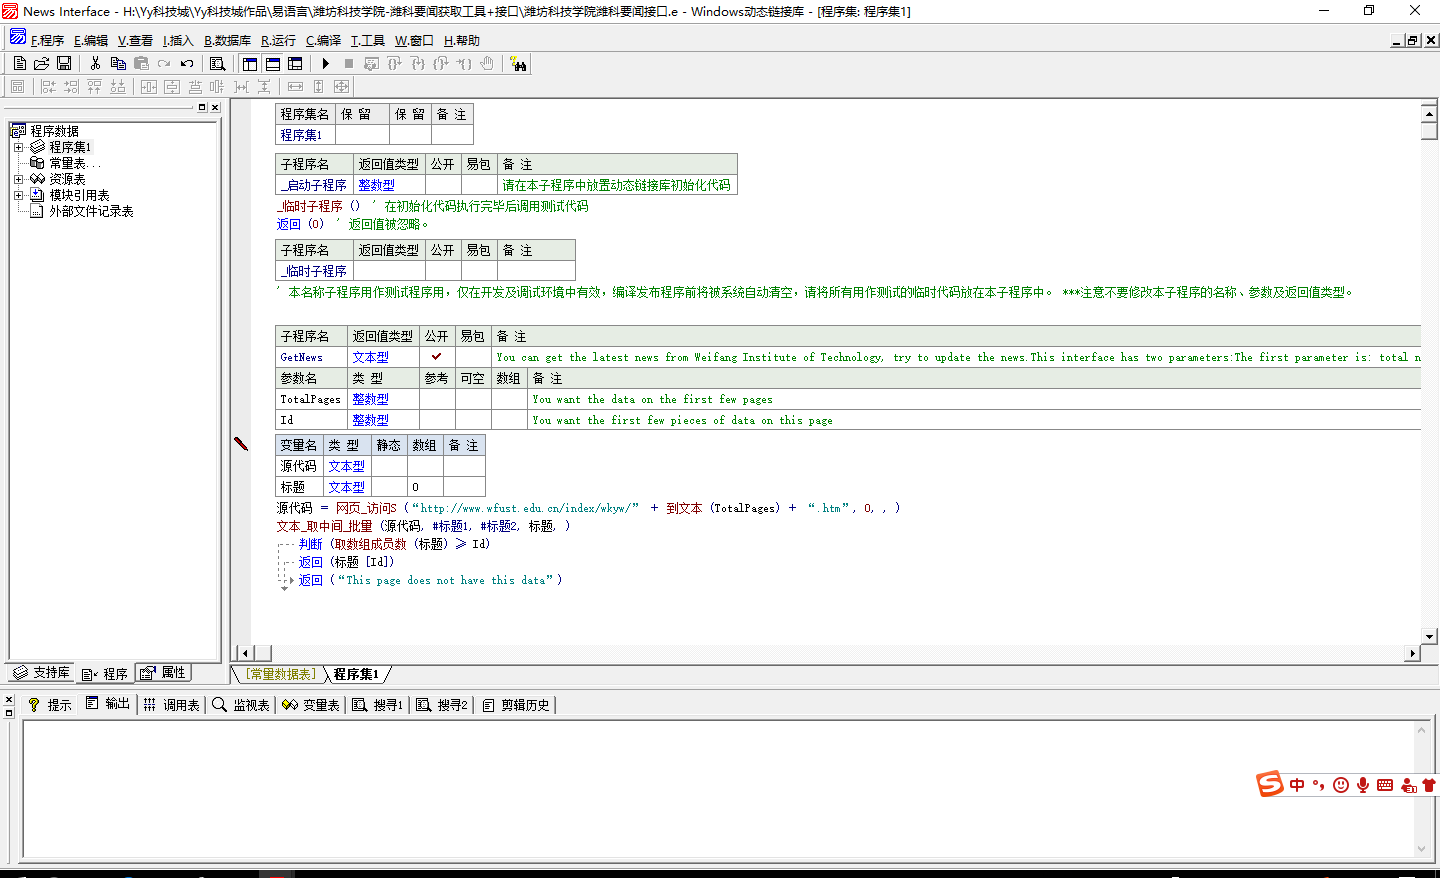 News Interface - H:\Yy科技城\Yy科技城作品\易语言\潍坊科技学院-潍科要闻获取工具+接口\潍坊科技学院潍科要闻接口.e - Windows动态链接库 - [程序集: 程序集1]
F.程序 E.编辑 V.查看 I.插入 B.数据库 R.运行 C.编译 T.工具 W.窗口 H.帮助
程序数据
程序集1
常量表...
资源表
模块引用表
外部文件记录表
支持库 程序 属性
程序集名 保 留 保 留 备 注
程序集1
子程序名 返回值类型 公开 易包 备 注
_启动子程序 整数型 请在本子程序中放置动态链接库初始化代码
_临时子程序 () ' 在初始化代码执行完毕后调用测试代码
返回 (0) ' 返回值被忽略。
子程序名 返回值类型 公开 易包 备 注
_临时子程序
' 本名称子程序用作测试程序用，仅在开发及调试环境中有效，编译发布程序前将被系统自动清空，请将所有用作测试的临时代码放在本子程序中。 ***注意不要修改本子程序的名称、参数及返回值类型。
子程序名 返回值类型 公开 易包 备 注
GetNews 文本型 You can get the latest news from Weifang Institute of Technology, try to update the news.This interface has two parameters:The first parameter is: total n
参数名 类 型 参考 可空 数组 备 注
TotalPages 整数型 You want the data on the first few pages
Id 整数型 You want the first few pieces of data on this page
变量名 类 型 静态 数组 备 注
源代码 文本型
标题 文本型 0
源代码 ＝ 网页_访问S (“http://www.wfust.edu.cn/index/wkyw/” ＋ 到文本 (TotalPages) ＋ “.htm”, 0, , )
文本_取中间_批量 (源代码, #标题1, #标题2, 标题, )
判断 (取数组成员数 (标题) ≥ Id)
返回 (标题 [Id])
返回 (“This page does not have this data”)
[常量数据表] 程序集1
提示 输出 调用表 监视表 变量表 搜寻1 搜寻2 剪辑历史
中